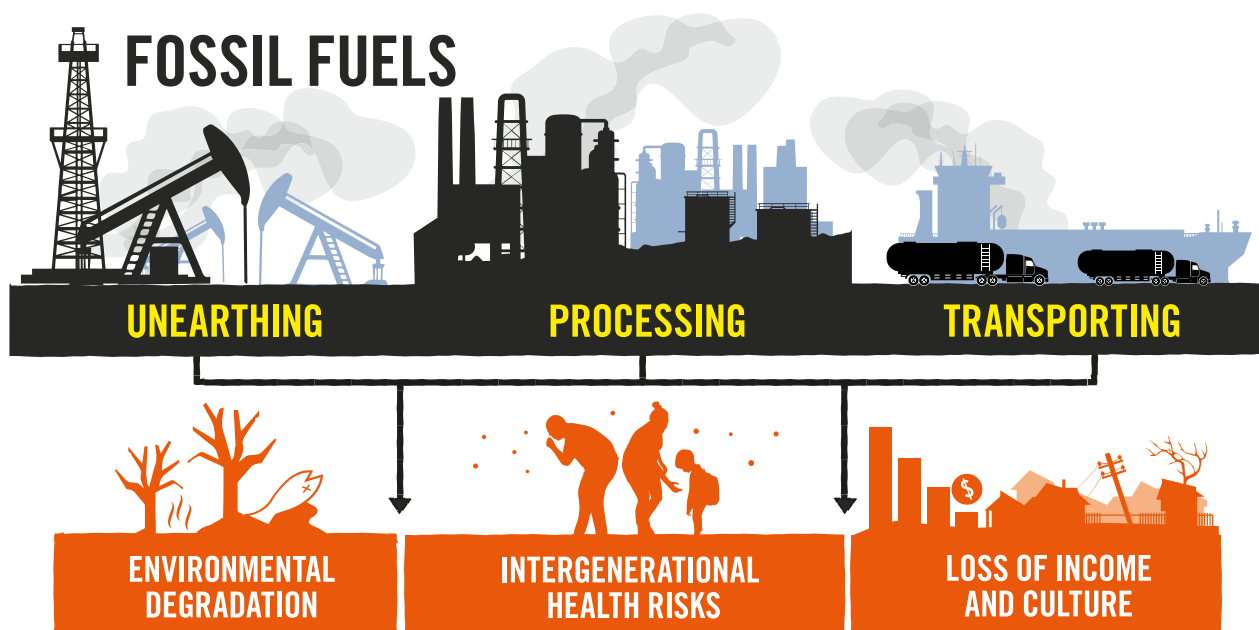 FOSSIL FUELS
UNEARTHING
PROCESSING
TRANSPORTING
$
ENVIRONMENTAL
DEGRADATION
INTERGENERATIONAL
HEALTH RISKS
LOSS OF INCOME
AND CULTURE